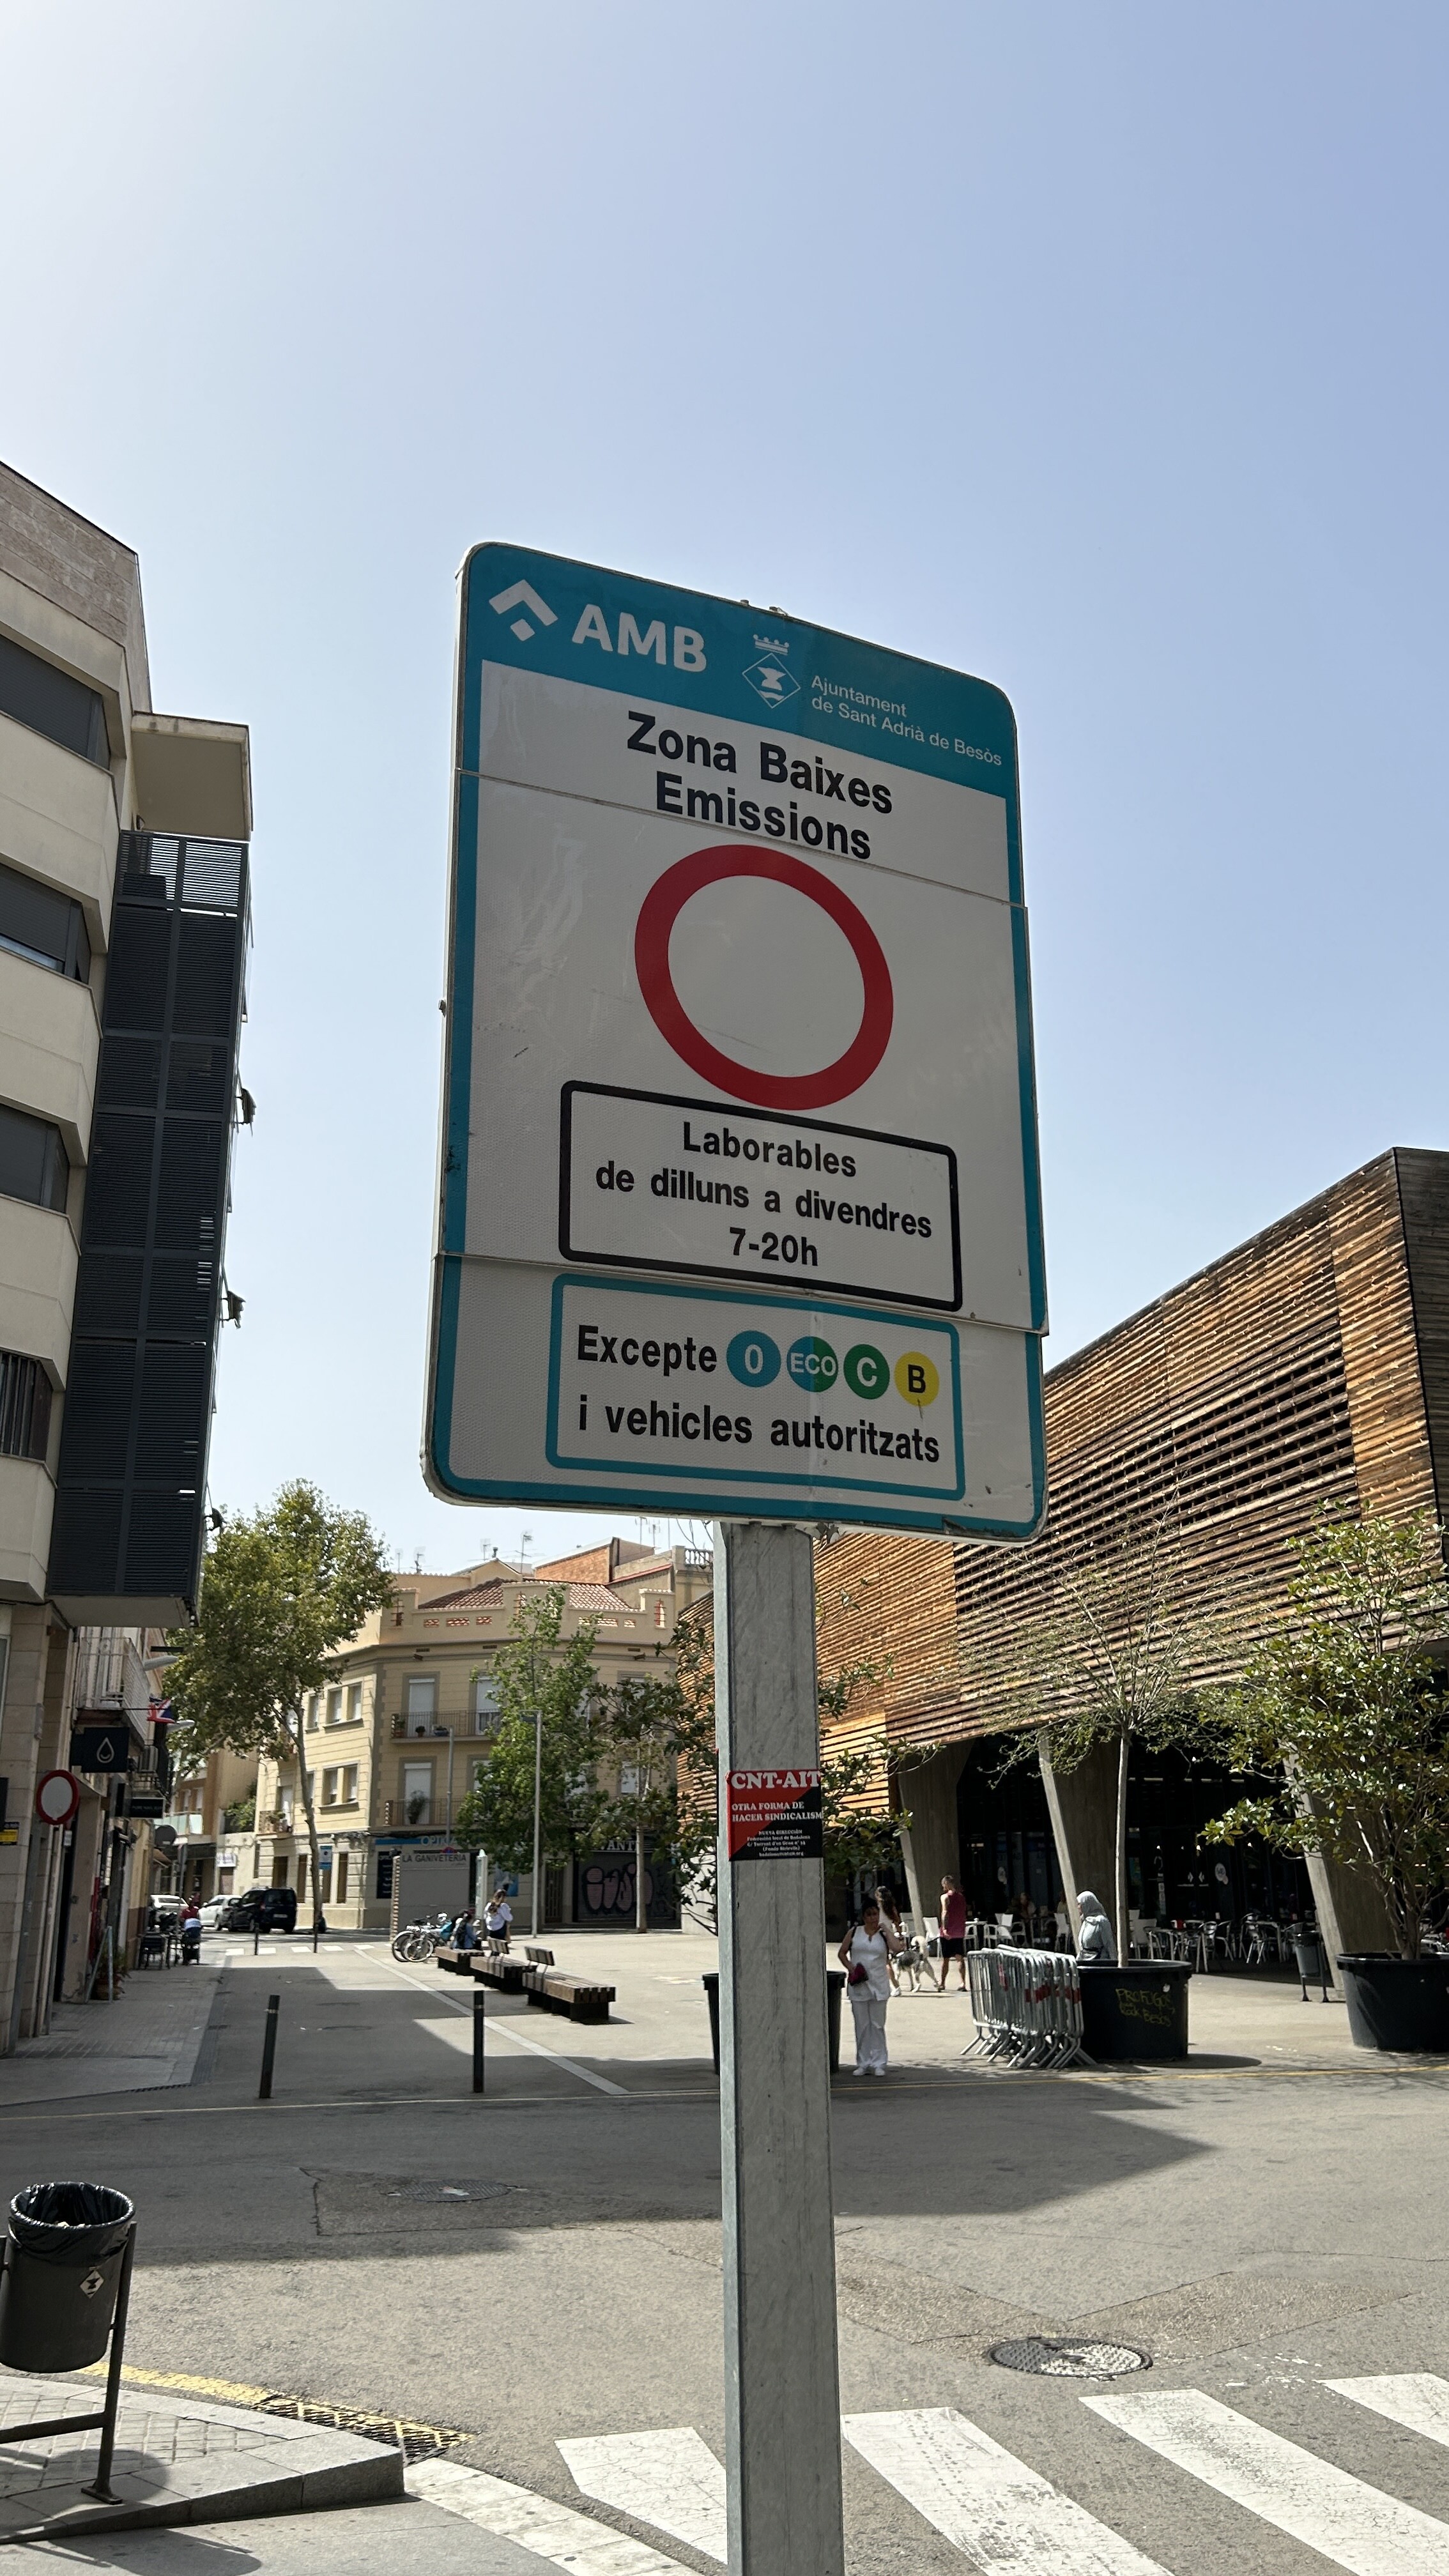 AMB
Ajuntament
de Sant Adrià de Besòs
Zona Baixes
Emissions
Laborables
de dilluns a divendres
7-20h
Excepte 0 ECO C B
i vehicles autoritzats
CNT-AIT
OTRA FORMA DE
HACER SINDICALISM
LA GANIVETERIA